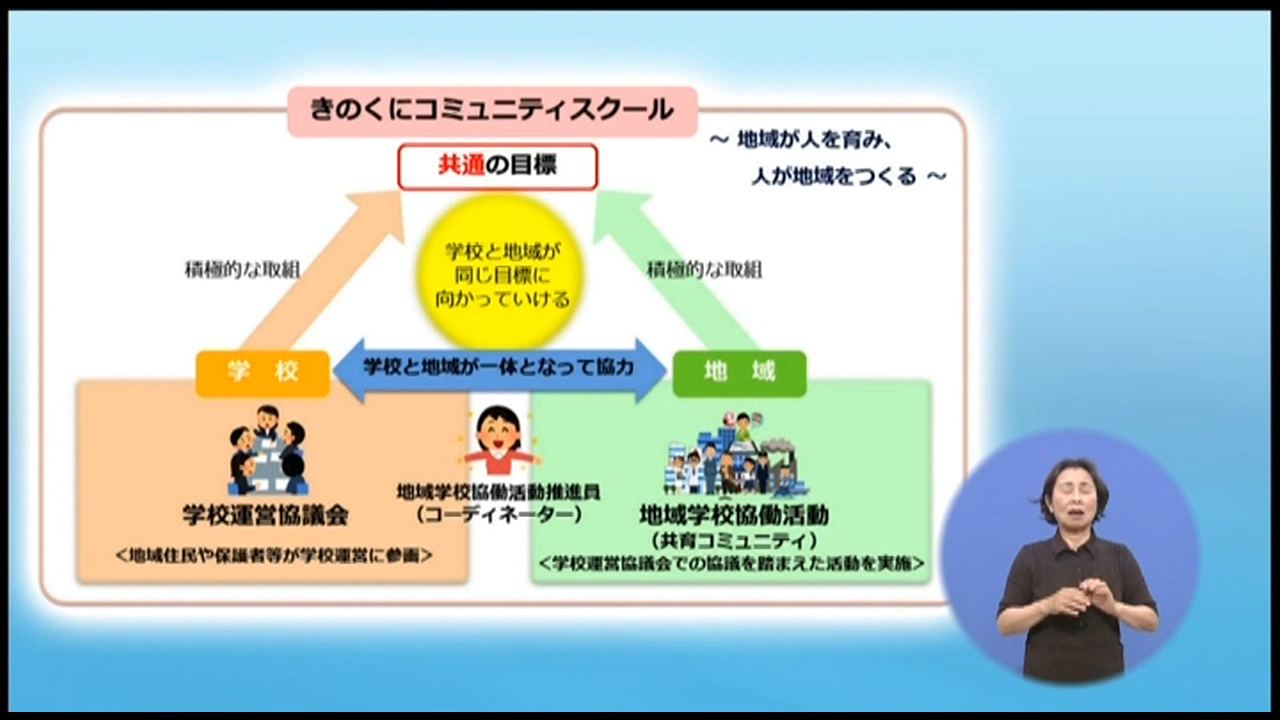 きのくにコミュニティスクール
～ 地域が人を育み、
人が地域をつくる ～
共通の目標
学校と地域が
同じ目標に
向かっていける
積極的な取組
積極的な取組
学校
学校と地域が一体となって協力
地域
地域学校協働活動推進員
（コーディネーター）
学校運営協議会
＜地域住民や保護者等が学校運営に参画＞
地域学校協働活動
（共育コミュニティ）
＜学校運営協議会での協議を踏まえた活動を実施＞